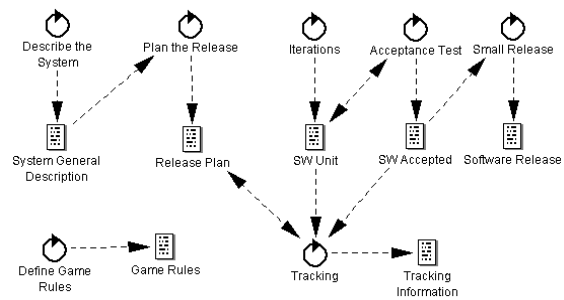 Describe the
System
Plan the Release
Iterations
Acceptance Test
Small Release
System General
Description
Release Plan
SW Unit
SW Accepted
Software Release
Define Game
Rules
Game Rules
Tracking
Tracking
Information